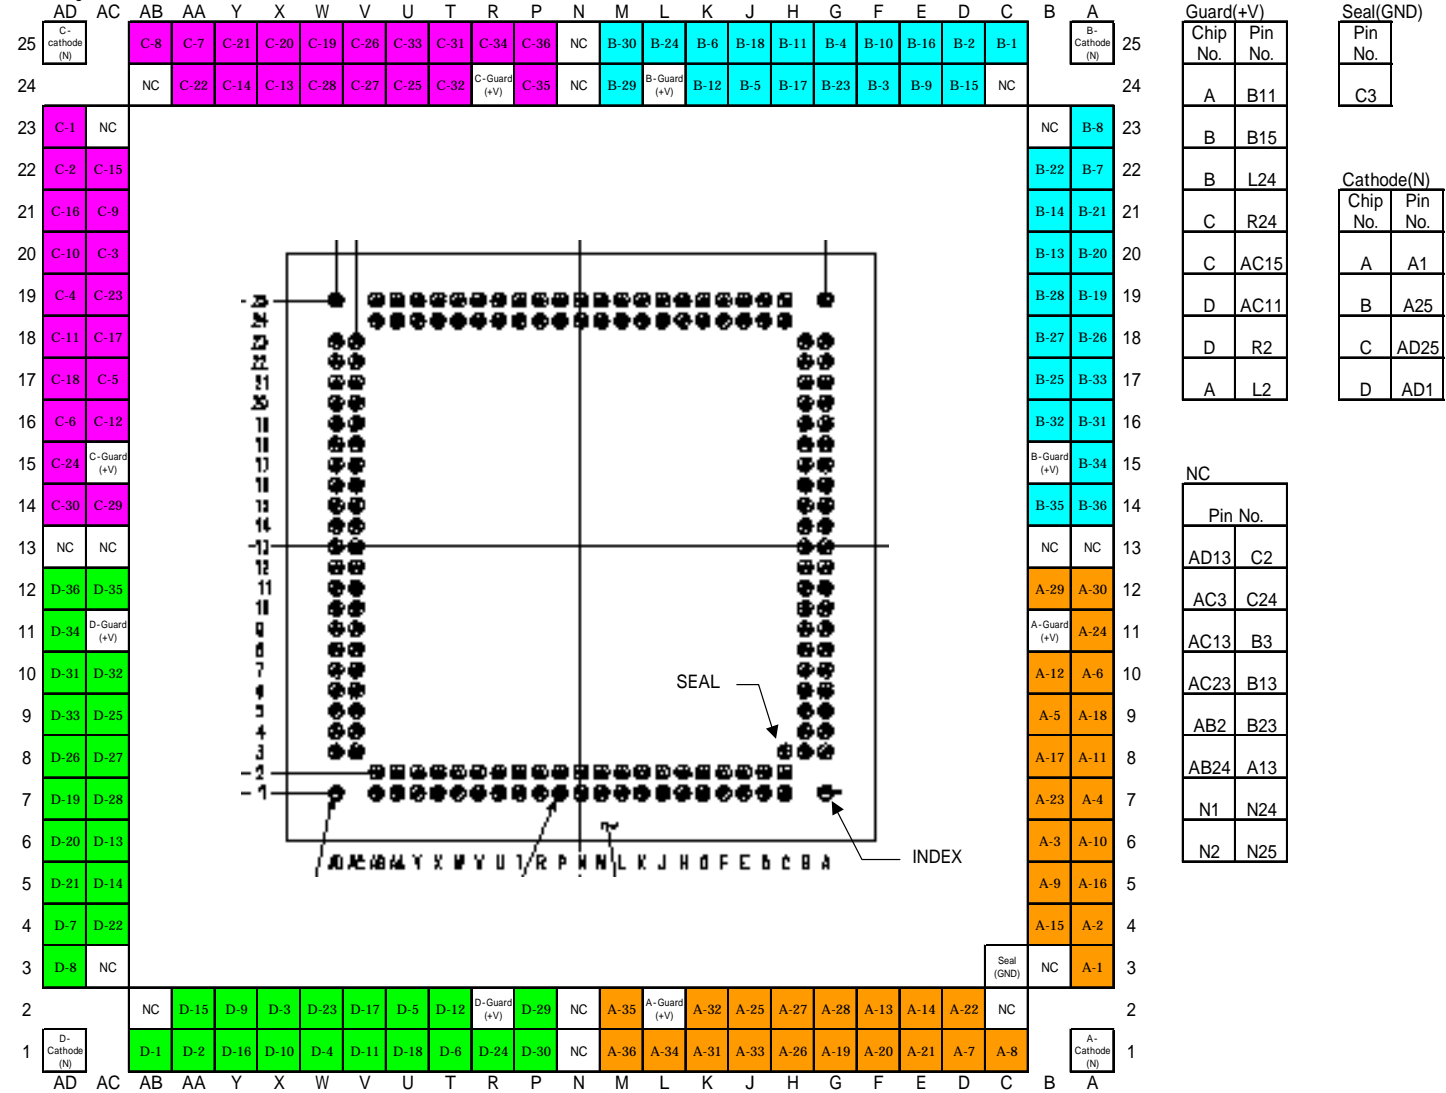 AD AC AB AA Y X W V U T R P N M L K J H G F E D C B A
25 C-cathode (N) C-8 C-7 C-21 C-20 C-19 C-26 C-33 C-31 C-34 C-36 NC B-30 B-24 B-6 B-18 B-11 B-4 B-10 B-16 B-2 B-1 B-Cathode (N) 25
24 NC C-22 C-14 C-13 C-28 C-27 C-25 C-32 C-Guard (+V) C-35 NC B-29 B-Guard (+V) B-12 B-5 B-17 B-23 B-3 B-9 B-15 NC 24
23 C-1 NC NC B-8 23
22 C-2 C-15 B-22 B-7 22
21 C-16 C-9 B-14 B-21 21
20 C-10 C-3 B-13 B-20 20
19 C-4 C-23 B-28 B-19 19
18 C-11 C-17 B-27 B-26 18
17 C-18 C-5 B-25 B-33 17
16 C-6 C-12 B-32 B-31 16
15 C-24 C-Guard (+V) B-Guard (+V) B-34 15
14 C-30 C-29 B-35 B-36 14
13 NC NC NC NC 13
12 D-36 D-35 A-29 A-30 12
11 D-34 D-Guard (+V) A-Guard (+V) A-24 11
10 D-31 D-32 A-12 A-6 10
9 D-33 D-25 A-5 A-18 9
8 D-26 D-27 A-17 A-11 8
7 D-19 D-28 A-23 A-4 7
6 D-20 D-13 A-3 A-10 6
5 D-21 D-14 A-9 A-16 5
4 D-7 D-22 A-15 A-2 4
3 D-8 NC Seal (GND) NC A-1 3
2 NC D-15 D-9 D-3 D-23 D-17 D-5 D-12 D-Guard (+V) D-29 NC A-35 A-Guard (+V) A-32 A-25 A-27 A-28 A-13 A-14 A-22 NC 2
1 D-Cathode (N) D-1 D-2 D-16 D-10 D-4 D-11 D-18 D-6 D-24 D-30 NC A-36 A-34 A-31 A-33 A-26 A-19 A-20 A-21 A-7 A-8 A-Cathode (N) 1
AD AC AB AA Y X W V U T R P N M L K J H G F E D C B A
SEAL
INDEX
Guard(+V)
Chip No. Pin No.
A B11
B B15
B L24
C R24
C AC15
D AC11
D R2
A L2
Seal(GND)
Pin No.
C3
Cathode(N)
Chip No. Pin No.
A A1
B A25
C AD25
D AD1
NC
Pin No.
AD13 C2
AC3 C24
AC13 B3
AC23 B13
AB2 B23
AB24 A13
N1 N24
N2 N25